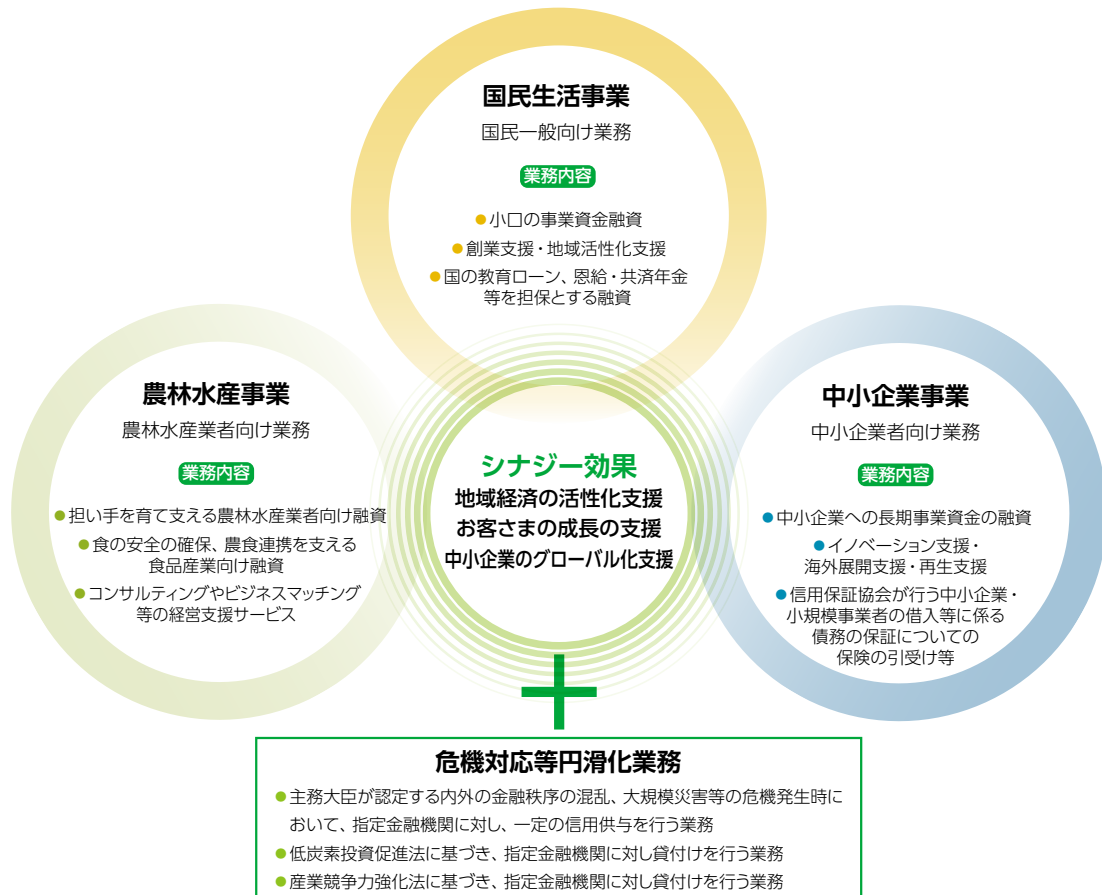 国民生活事業
国民一般向け業務
業務内容
●小口の事業資金融資
●創業支援・地域活性化支援
●国の教育ローン、恩給・共済年金
等を担保とする融資
農林水産事業
農林水産業者向け業務
業務内容
●担い手を育て支える農林水産業者向け融資
●食の安全の確保、農食連携を支える
食品産業向け融資
●コンサルティングやビジネスマッチング
等の経営支援サービス
シナジー効果
地域経済の活性化支援
お客さまの成長の支援
中小企業のグローバル化支援
中小企業事業
中小企業者向け業務
業務内容
●中小企業への長期事業資金の融資
●イノベーション支援・
海外展開支援・再生支援
●信用保証協会が行う中小企業・
小規模事業者の借入等に係る
債務の保証についての
保険の引受け等
危機対応等円滑化業務
●主務大臣が認定する内外の金融秩序の混乱、大規模災害等の危機発生時に
おいて、指定金融機関に対し、一定の信用供与を行う業務
●低炭素投資促進法に基づき、指定金融機関に対し貸付けを行う業務
●産業競争力強化法に基づき、指定金融機関に対し貸付けを行う業務